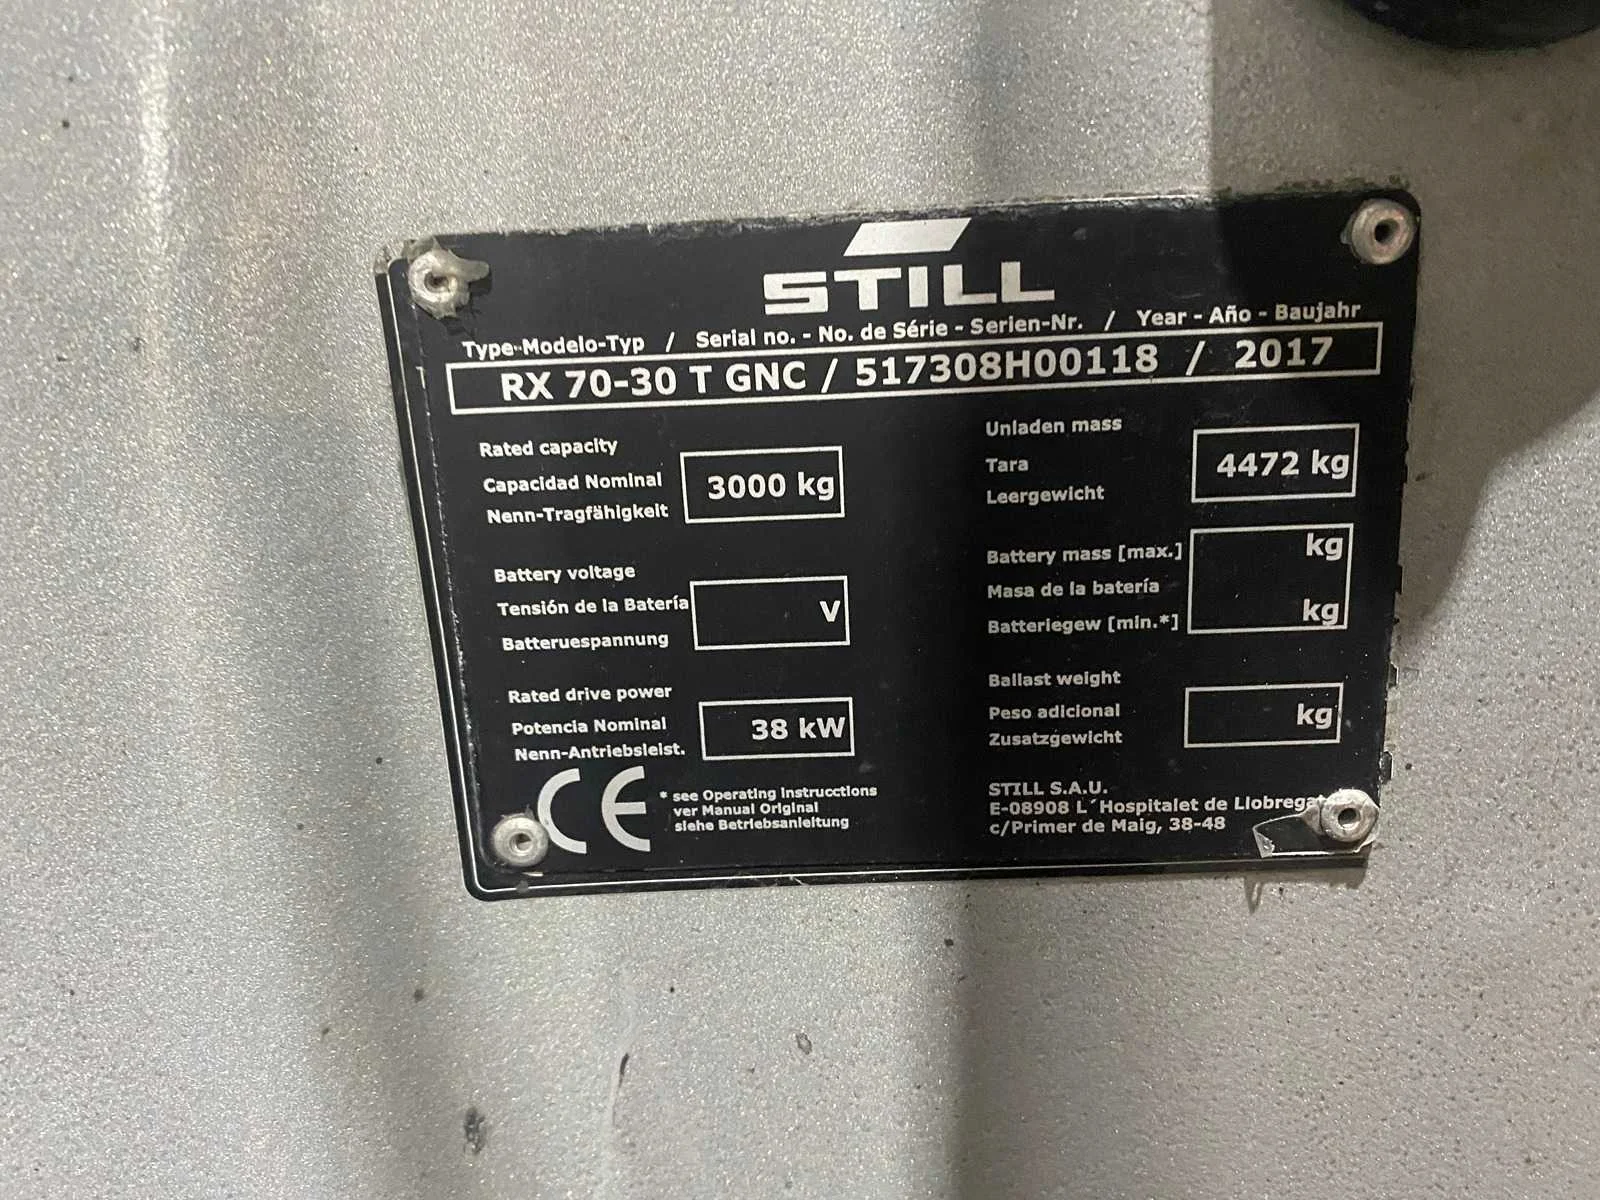 STILL
Type-Modelo-Typ / Serial no. - No. de Série - Serien-Nr. / Year - Año - Baujahr
RX 70-30 T GNC / 517308H00118 / 2017
Rated capacity
Capacidad Nominal 3000 kg
Nenn-Tragfähigkeit
Battery voltage
Tensión de la Batería V
Batteruespannung
Rated drive power
Potencia Nominal 38 kW
Nenn-Antriebsleist.
CE
* see Operating Instrucctions
ver Manual Original
siehe Betriebsanleitung
Unladen mass
Tara 4472 kg
Leergewicht
Battery mass [max.] kg
Masa de la batería
Batteriegew [min.*] kg
Ballast weight
Peso adicional kg
Zusatzgewicht
STILL S.A.U.
E-08908 L´Hospitalet de Llobregat
c/Primer de Maig, 38-48